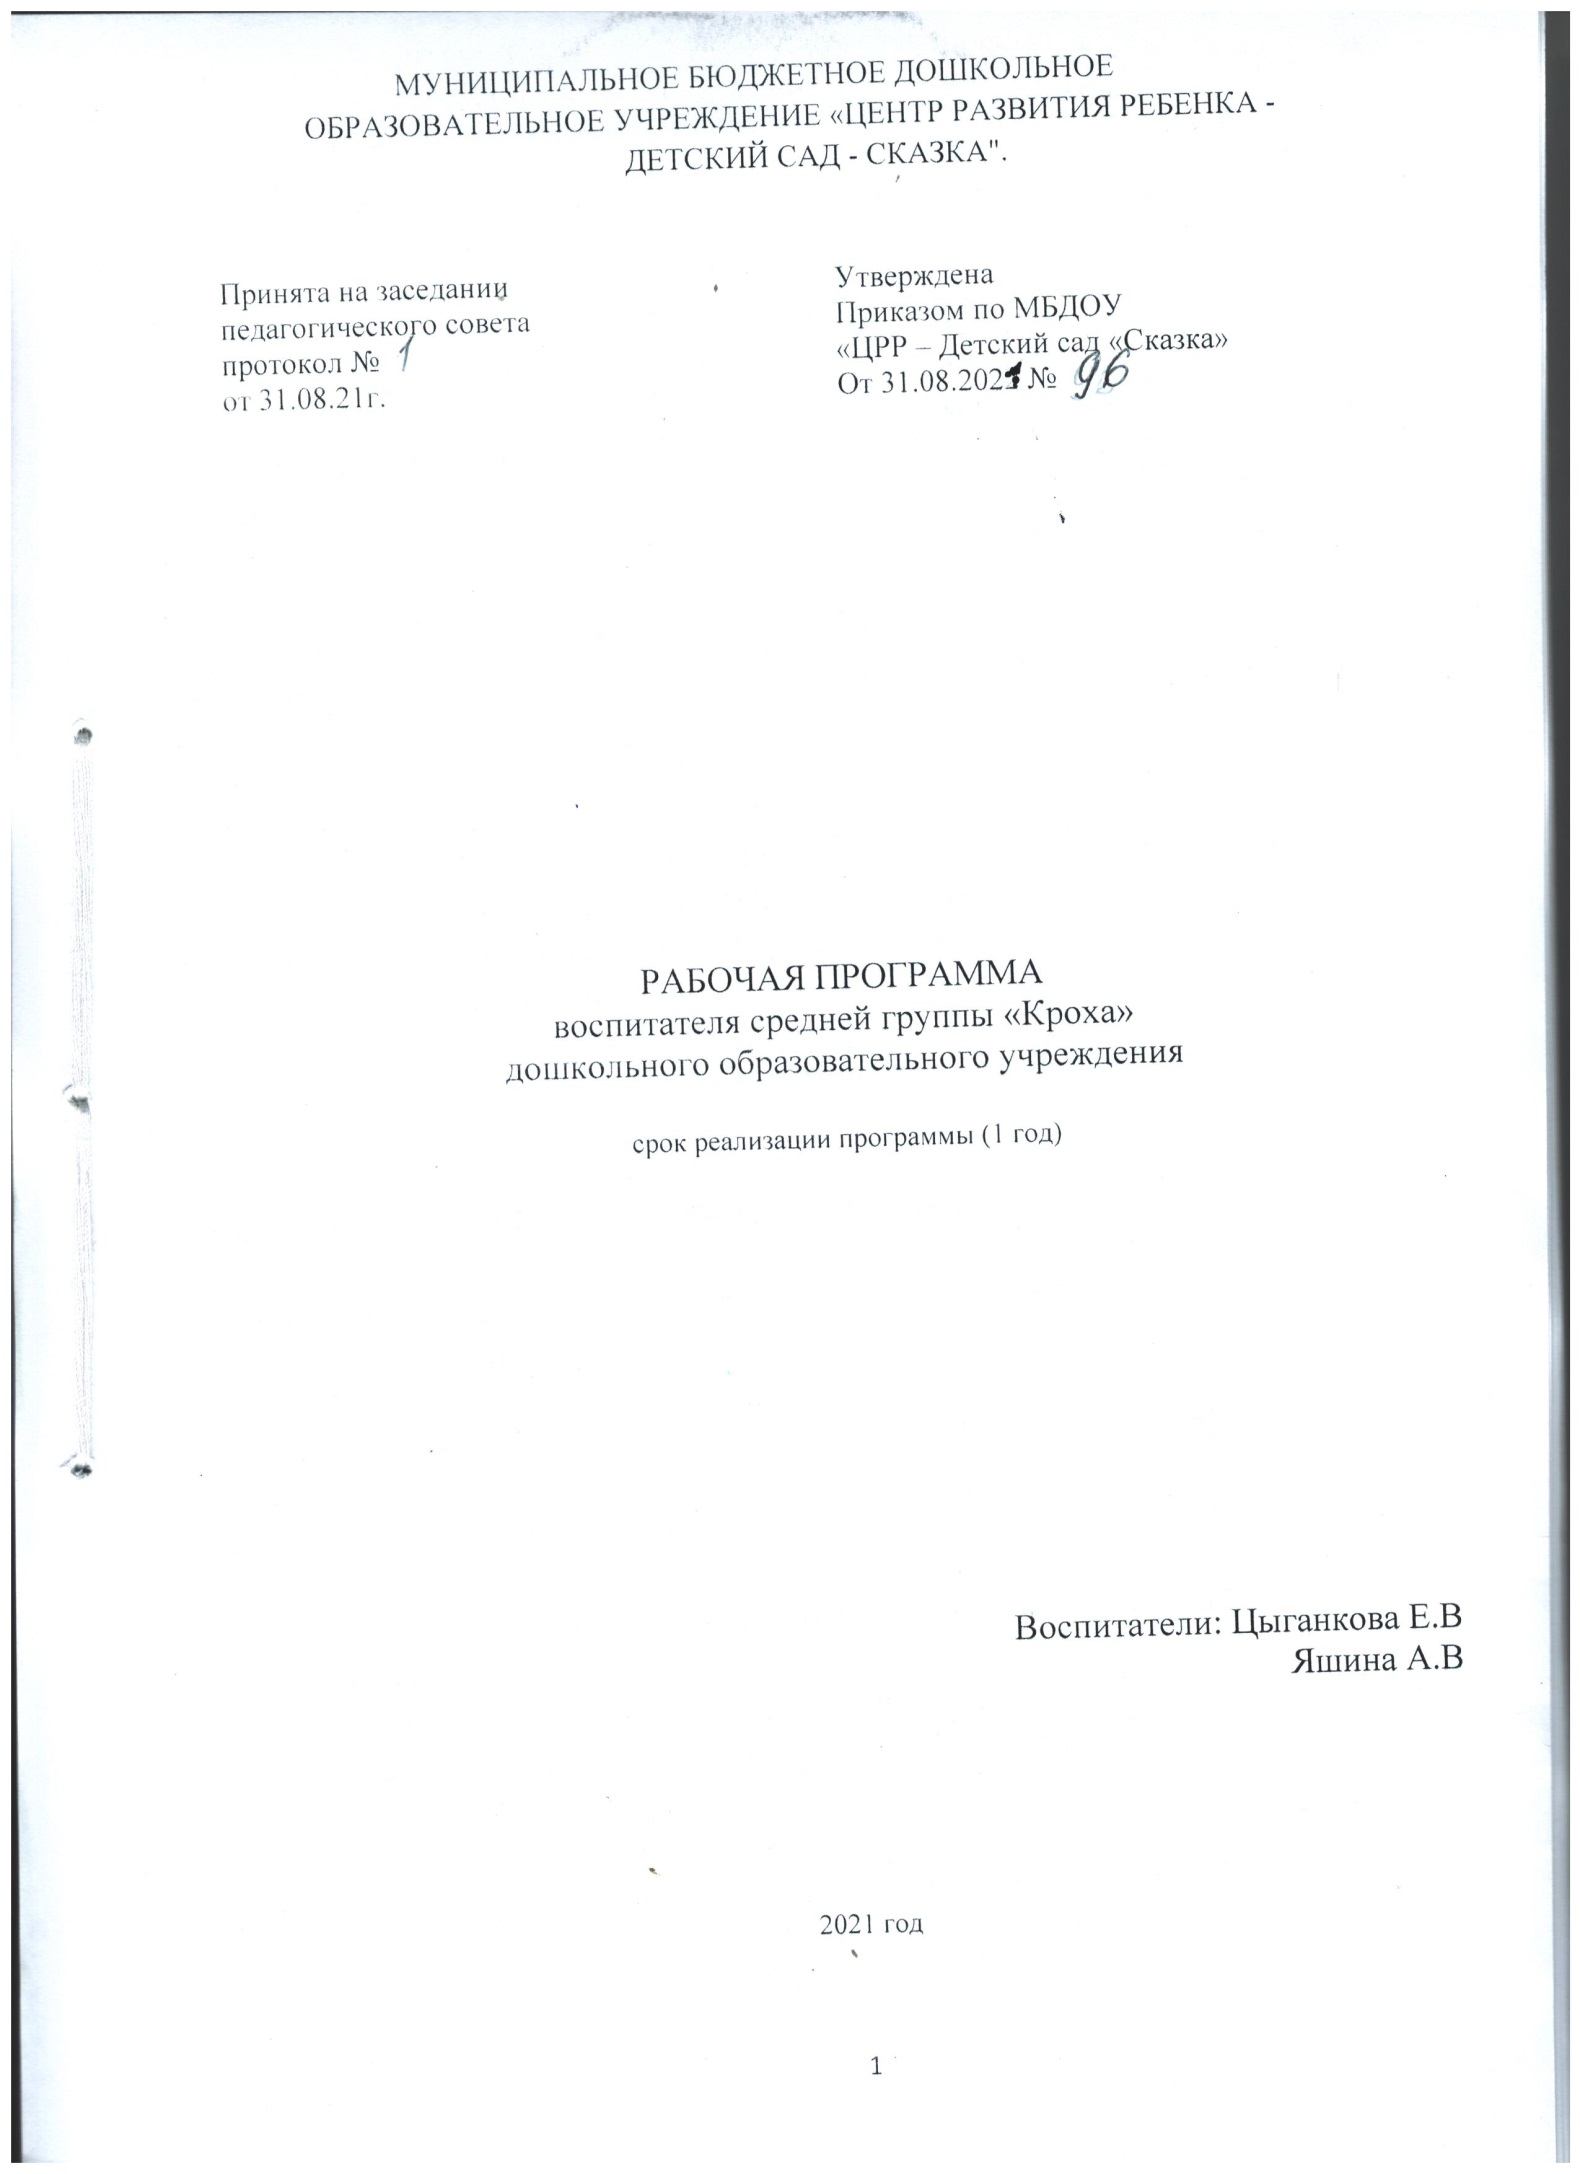 МУНИЦИПАЛЬНОЕ БЮДЖЕТНОЕ ДОШКОЛЬНОЕ
ОБРАЗОВАТЕЛЬНОЕ УЧРЕЖДЕНИЕ «ЦЕНТР РАЗВИТИЯ РЕБЕНКА -
ДЕТСКИЙ САД - СКАЗКА".
Принята на заседании
педагогического совета
протокол № 1
от 31.08.21г.
Утверждена
Приказом по МБДОУ
«ЦРР – Детский сад «Сказка»
От 31.08.2021 № 96
РАБОЧАЯ ПРОГРАММА
воспитателя средней группы «Кроха»
дошкольного образовательного учреждения
срок реализации программы (1 год)
Воспитатели: Цыганкова Е.В
Яшина А.В
2021 год
1